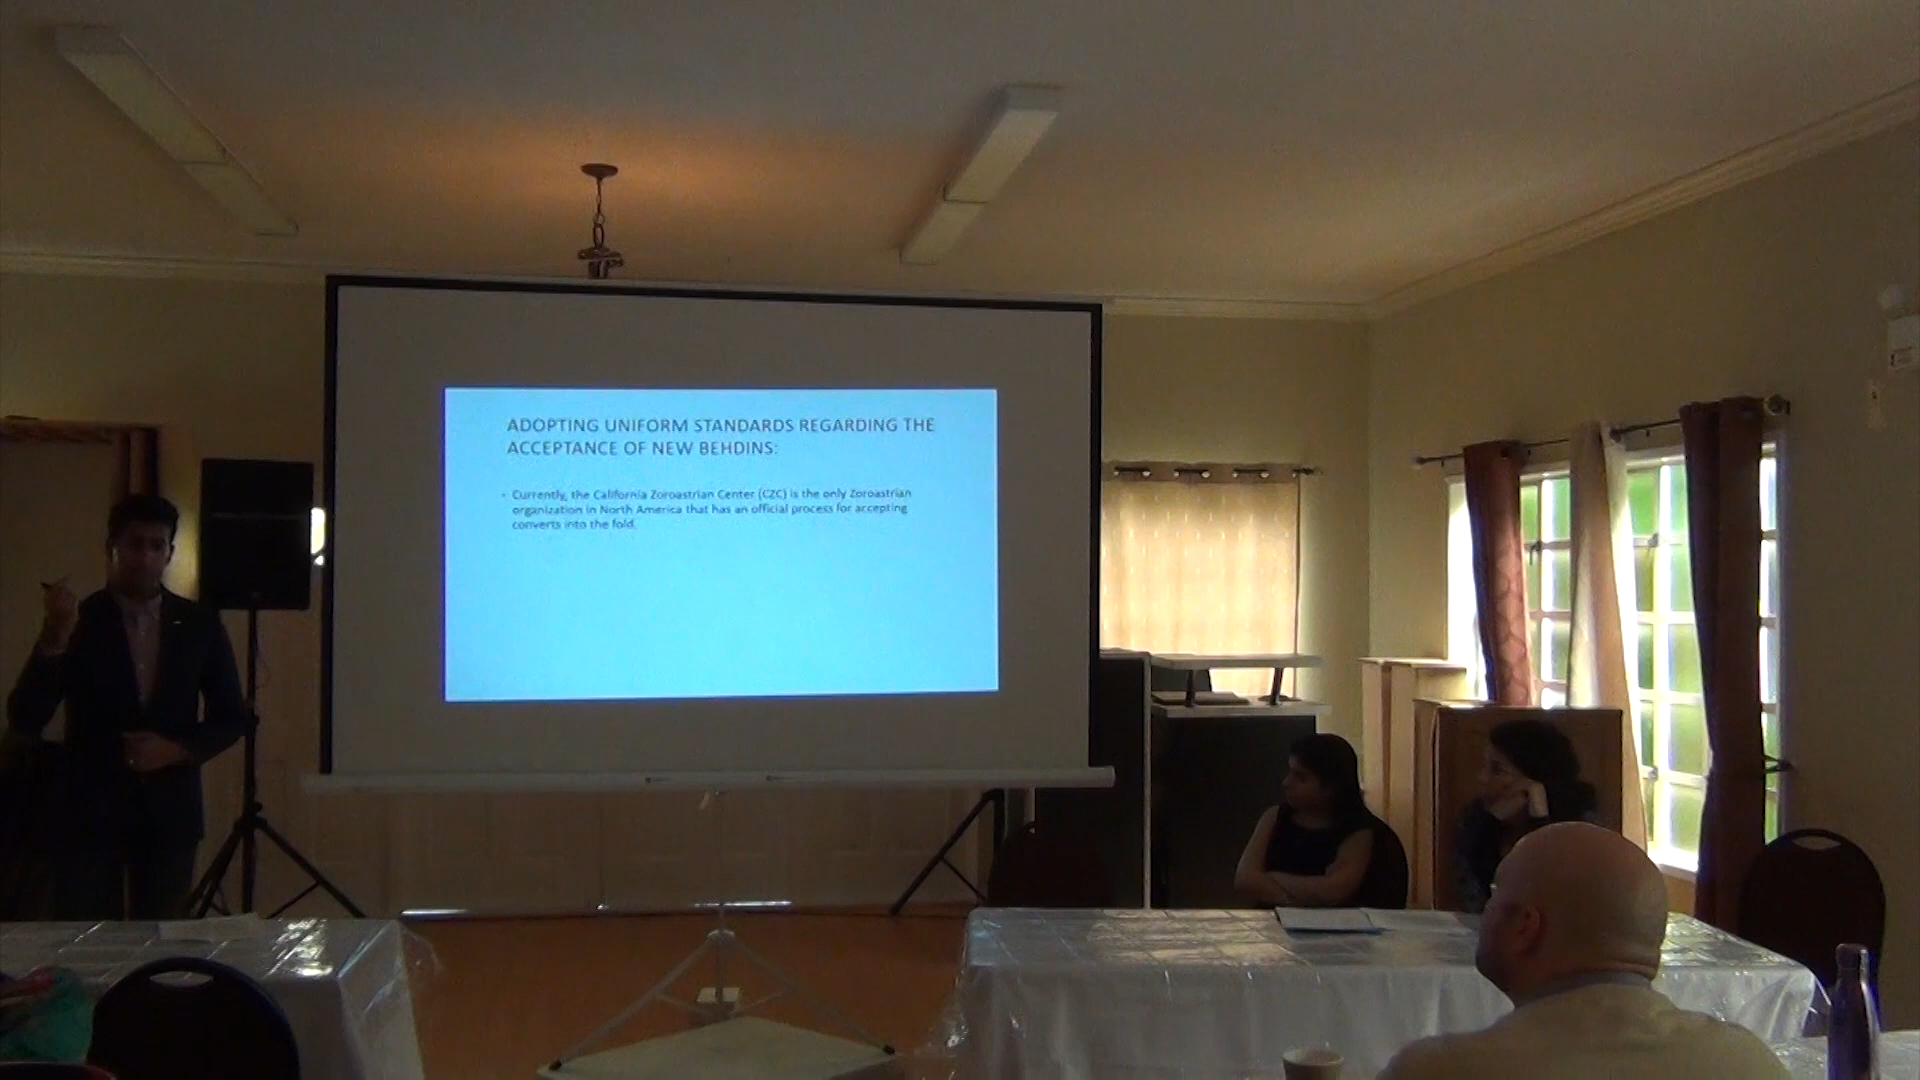 ADOPTING UNIFORM STANDARDS REGARDING THE
ACCEPTANCE OF NEW BEHDINS:
• Currently, the California Zoroastrian Center (CZC) is the only Zoroastrian
organization in North America that has an official process for accepting
converts into the fold.